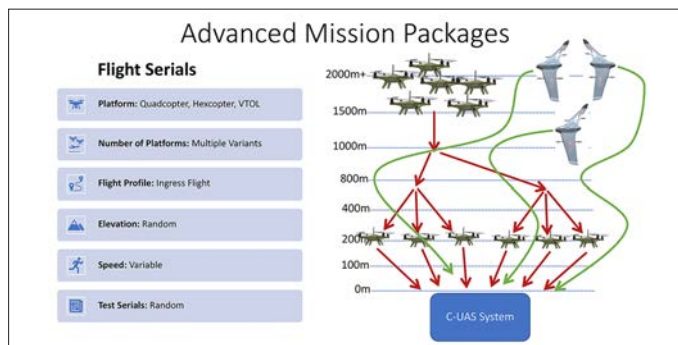 Advanced Mission Packages
Flight Serials
Platform: Quadcopter, Hexcopter, VTOL
Number of Platforms: Multiple Variants
Flight Profile: Ingress Flight
Elevation: Random
Speed: Variable
Test Serials: Random
2000m+
1500m
1000m
800m
400m
200m
100m
0m
C-UAS System